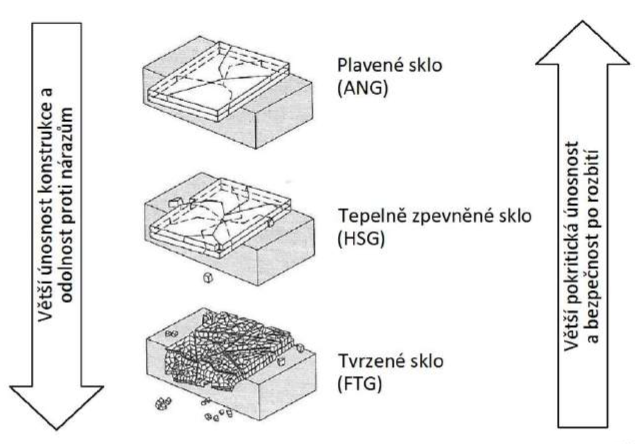 Větší únosnost konstrukce a
odolnost proti nárazům
Plavené sklo
(ANG)
Tepelně zpevněné sklo
(HSG)
Tvrzené sklo
(FTG)
Větší pokritická únosnost
a bezpečnost po rozbití